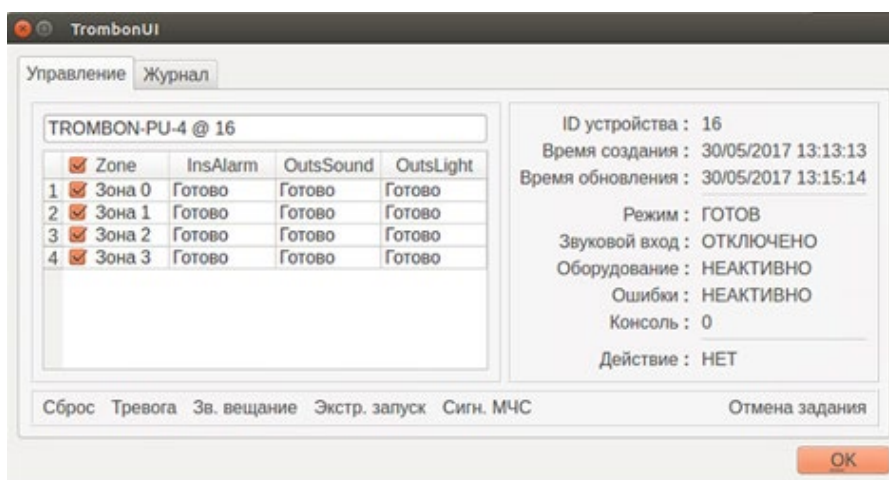 TrombonUI
Управление Журнал
TROMBON-PU-4 @ 16
Zone InsAlarm OutsSound OutsLight
1 Зона 0 Готово Готово Готово
2 Зона 1 Готово Готово Готово
3 Зона 2 Готово Готово Готово
4 Зона 3 Готово Готово Готово
ID устройства : 16
Время создания : 30/05/2017 13:13:13
Время обновления : 30/05/2017 13:15:14
Режим : ГОТОВ
Звуковой вход : ОТКЛЮЧЕНО
Оборудование : НЕАКТИВНО
Ошибки : НЕАКТИВНО
Консоль : 0
Действие : НЕТ
Сброс Тревога Зв. вещание Экстр. запуск Сигн. МЧС Отмена задания
OK